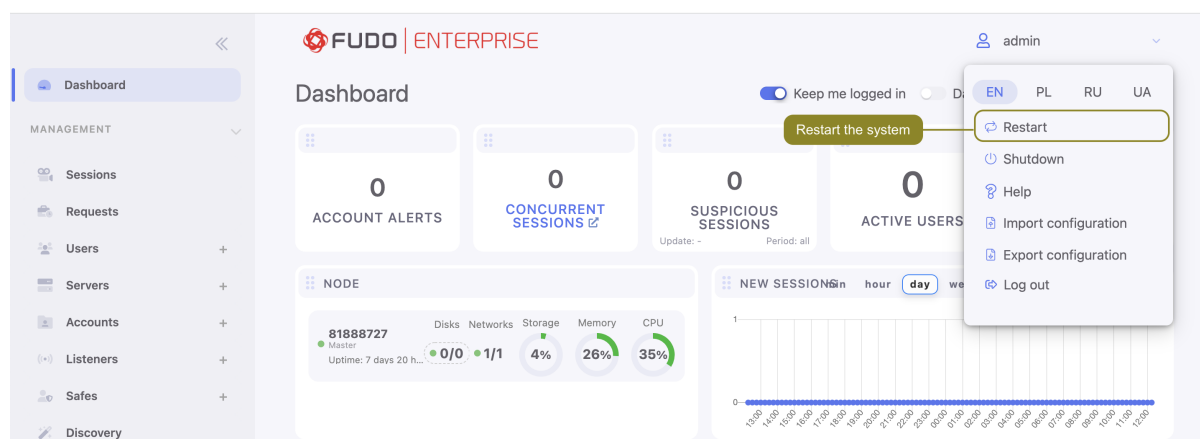 FUDO ENTERPRISE
admin
Dashboard
MANAGEMENT
Sessions
Requests
Users +
Servers +
Accounts +
Listeners +
Safes +
Discovery
Dashboard
Keep me logged in
EN PL RU UA
Restart the system
Restart
Shutdown
Help
Import configuration
Export configuration
Log out
0
ACCOUNT ALERTS
0
CONCURRENT
SESSIONS
0
SUSPICIOUS
SESSIONS
Update: - Period: all
0
ACTIVE USERS
NODE
81888727
Master
Uptime: 7 days 20 h...
Disks Networks Storage Memory CPU
0/0 1/1 4% 26% 35%
NEW SESSIONS hour day we
1
0
13:00 14:00 15:00 16:00 17:00 18:00 19:00 20:00 21:00 22:00 23:00 00:00 01:00 02:00 03:00 04:00 05:00 06:00 07:00 08:00 09:00 10:00 11:00 12:00